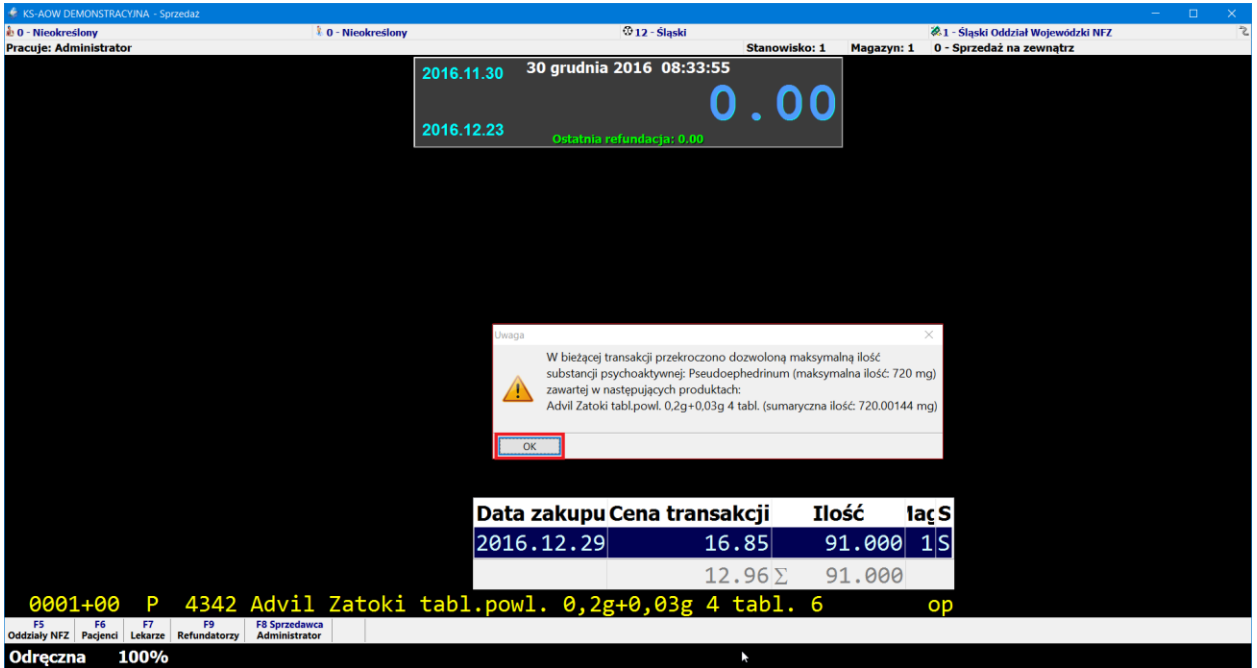 KS-AOW DEMONSTRACYJNA - Sprzedaż
0 - Nieokreślony 0 - Nieokreślony 12 - Śląski 1 - Śląski Oddział Wojewódzki NFZ
Pracuje: Administrator Stanowisko: 1 Magazyn: 1 0 - Sprzedaż na zewnątrz
2016.11.30 30 grudnia 2016 08:33:55
0.00
2016.12.23 Ostatnia refundacja: 0.00
Uwaga
W bieżącej transakcji przekroczono dozwoloną maksymalną ilość
substancji psychoaktywnej: Pseudoephedrinum (maksymalna ilość: 720 mg)
zawartej w następujących produktach:
Advil Zatoki tabl.powl. 0,2g+0,03g 4 tabl. (sumaryczna ilość: 720.00144 mg)
OK
Data zakupu Cena transakcji Ilość Mag S
2016.12.29 16.85 91.000 1 S
12.96 Σ 91.000
0001+00 P 4342 Advil Zatoki tabl.powl. 0,2g+0,03g 4 tabl. 6 op
F5 F6 F7 F9 F8 Sprzedawca
Oddziały NFZ Pacjenci Lekarze Refundatorzy Administrator
Odręczna 100%